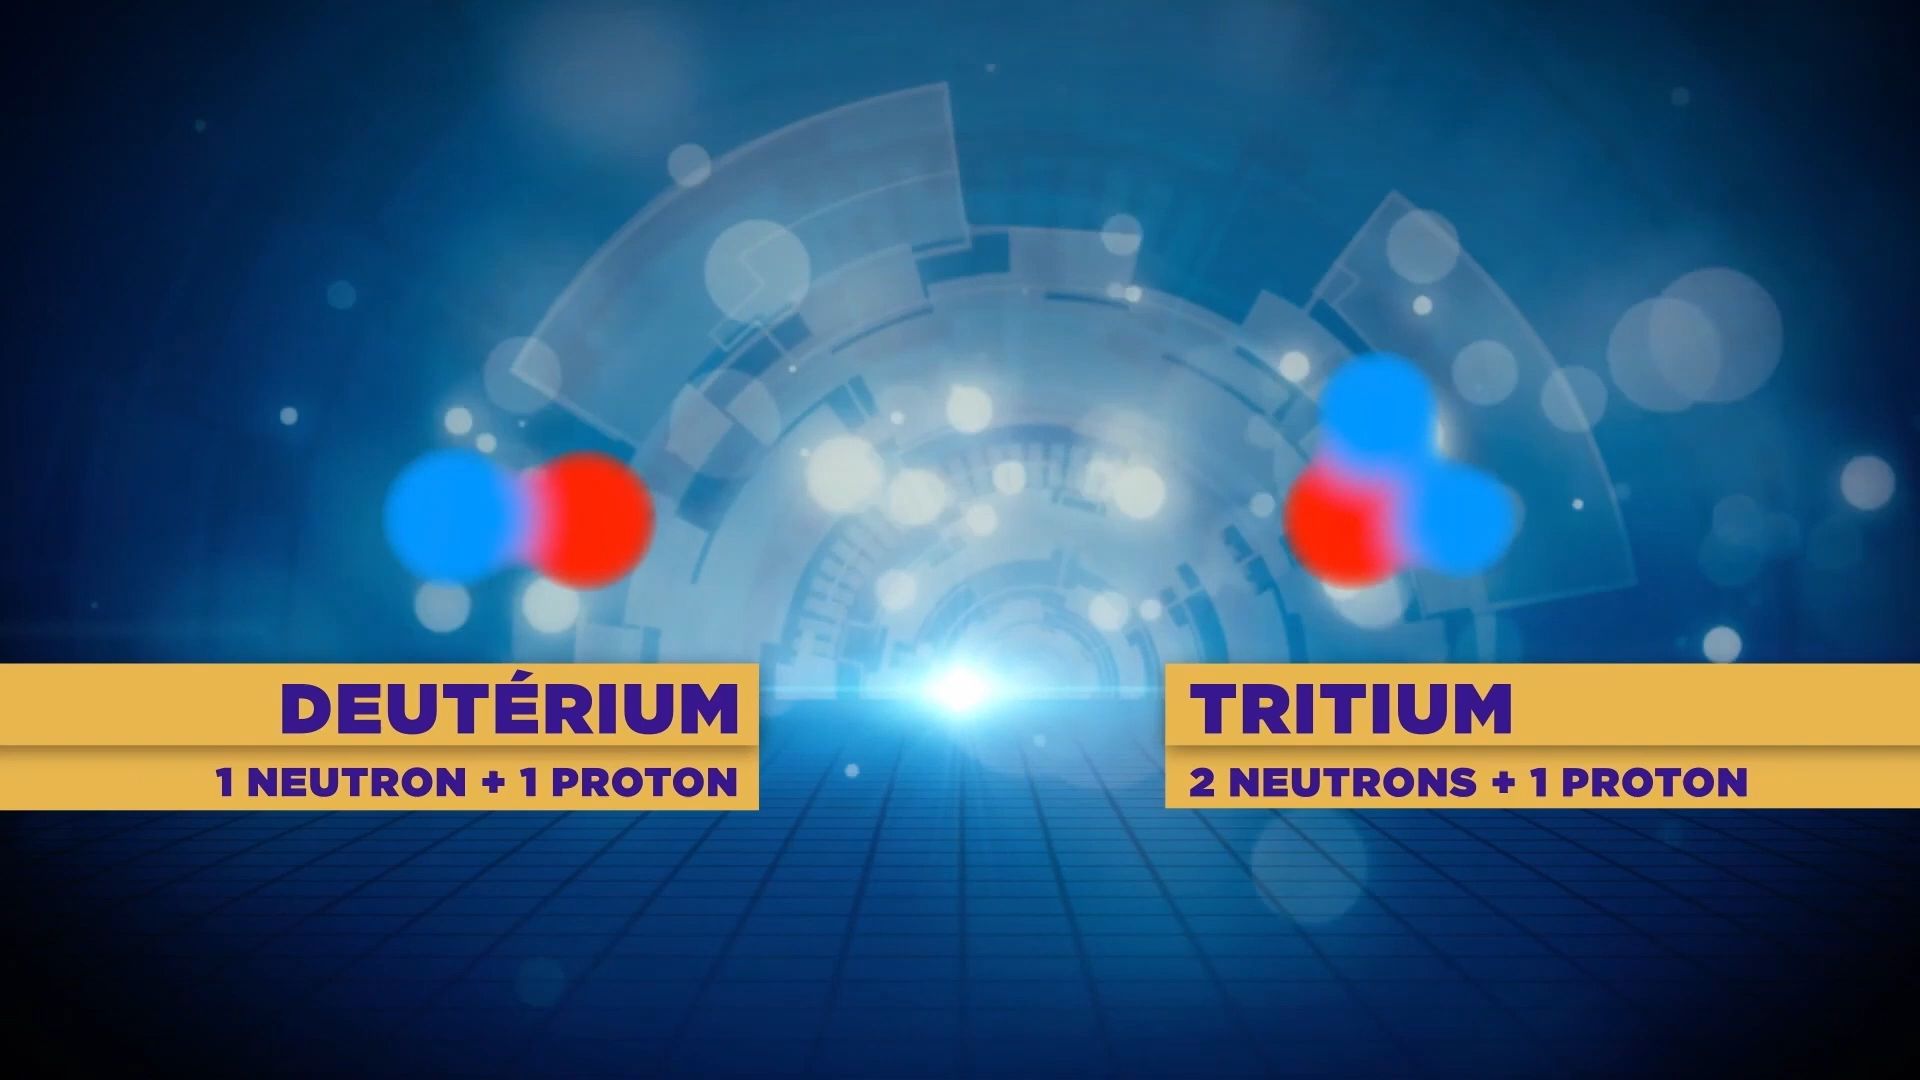 DEUTÉRIUM
1 NEUTRON + 1 PROTON
TRITIUM
2 NEUTRONS + 1 PROTON